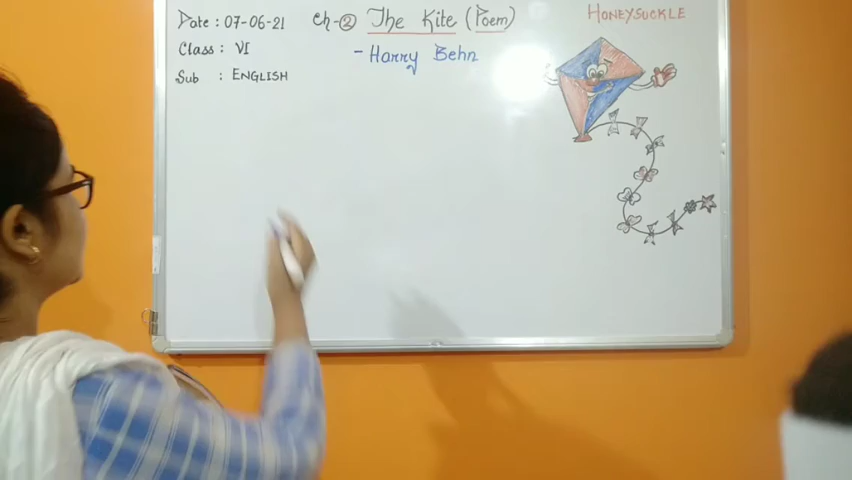 Date : 07-06-21
Class : VI
Sub : ENGLISH
Ch-② The Kite (Poem)
- Harry Behn
HONEYSUCKLE